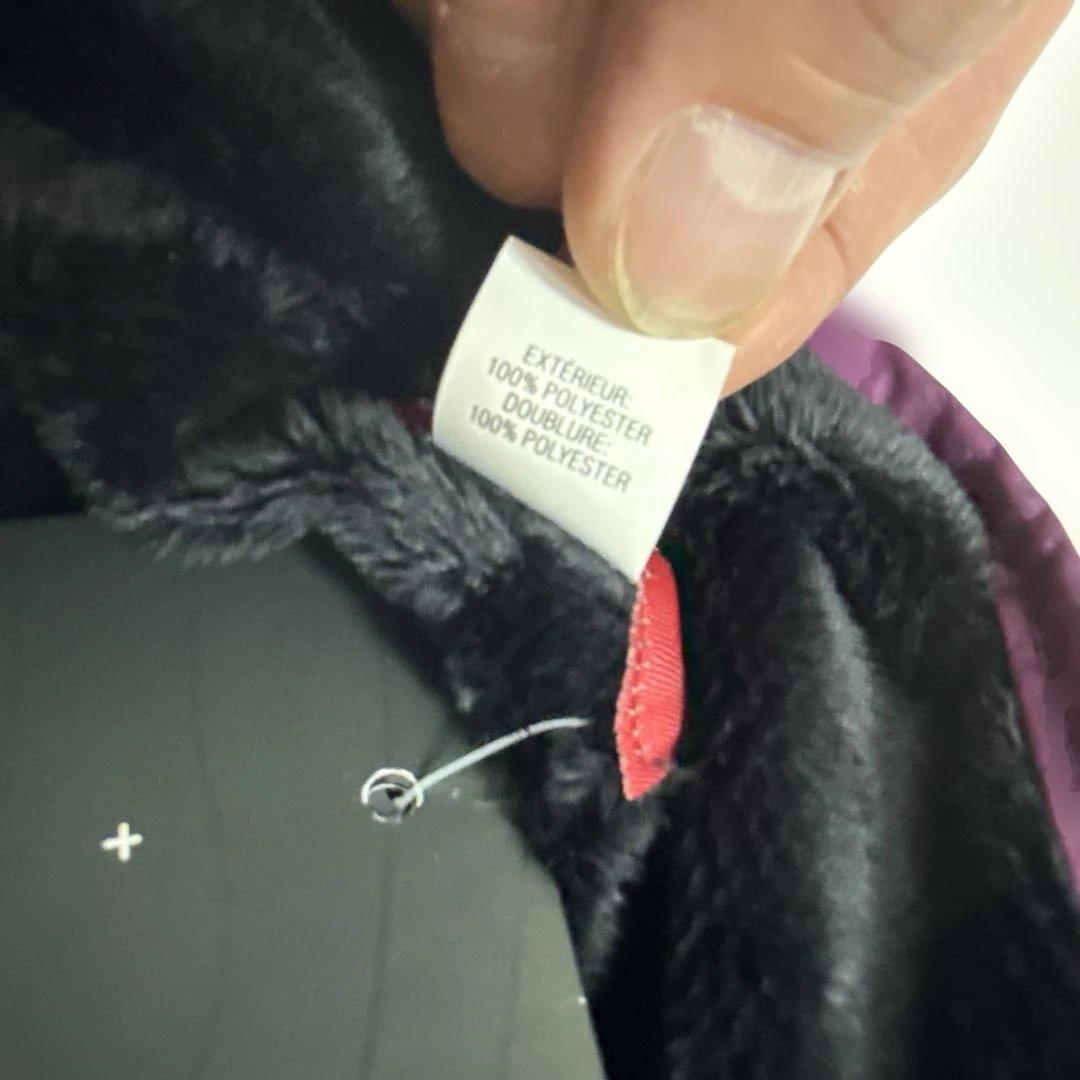 EXTÉRIEUR:
100% POLYESTER
DOUBLURE:
100% POLYESTER